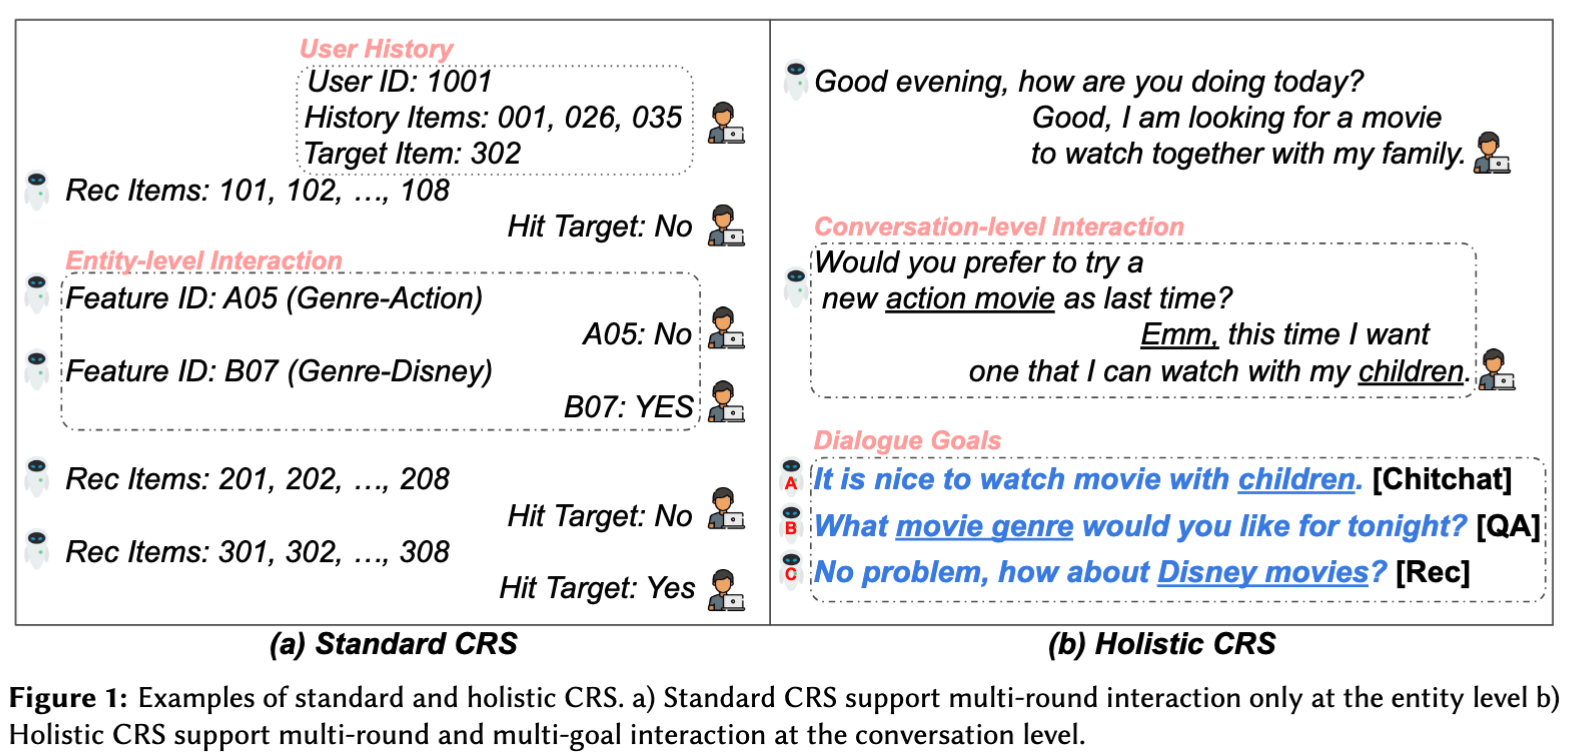 User History
User ID: 1001
History Items: 001, 026, 035
Target Item: 302
Rec Items: 101, 102, ..., 108
Hit Target: No
Entity-level Interaction
Feature ID: A05 (Genre-Action)
A05: No
Feature ID: B07 (Genre-Disney)
B07: YES
Rec Items: 201, 202, ..., 208
Hit Target: No
Rec Items: 301, 302, ..., 308
Hit Target: Yes
(a) Standard CRS
Good evening, how are you doing today?
Good, I am looking for a movie
to watch together with my family.
Conversation-level Interaction
Would you prefer to try a
new action movie as last time?
Emm, this time I want
one that I can watch with my children.
Dialogue Goals
A It is nice to watch movie with children. [Chitchat]
B What movie genre would you like for tonight? [QA]
C No problem, how about Disney movies? [Rec]
(b) Holistic CRS
Figure 1: Examples of standard and holistic CRS. a) Standard CRS support multi-round interaction only at the entity level b)
Holistic CRS support multi-round and multi-goal interaction at the conversation level.